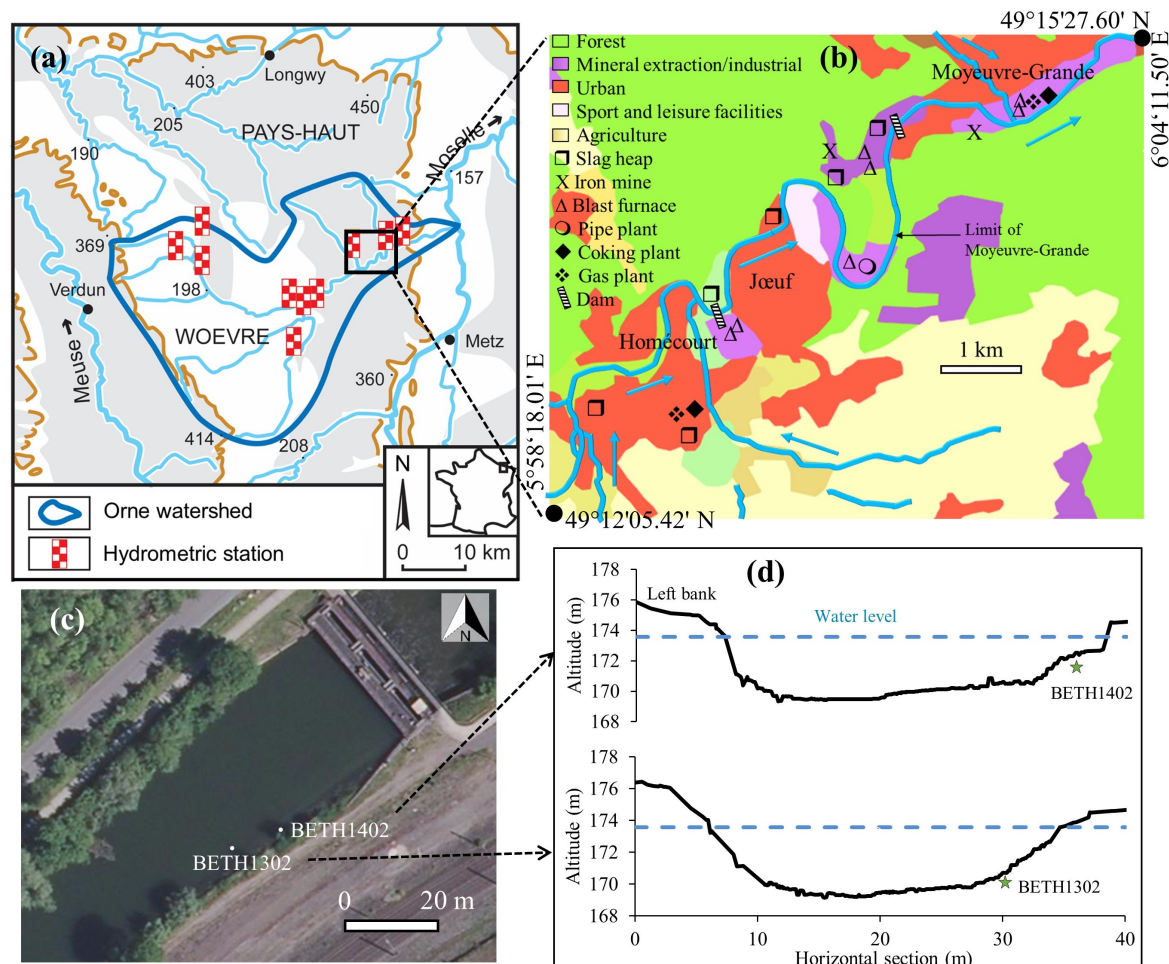 (a)
403
Longwy
450
205
PAYS-HAUT
Moselle
190
157
369
Verdun
198
WOEVRE
Meuse
Metz
360
414
208
N
0 10 km
Orne watershed
Hydrometric station
49°15'27.60' N
6°04'11.50' E
(b)
Forest
Mineral extraction/industrial
Urban
Sport and leisure facilities
Agriculture
Slag heap
X Iron mine
Blast furnace
Pipe plant
Coking plant
Gas plant
Dam
Moyeuvre-Grande
X
X
Limit of
Moyeuvre-Grande
Jœuf
Homécourt
1 km
5°58'18.01' E
49°12'05.42' N
(c)
N
BETH1402
BETH1302
0 20 m
(d)
178
176
174
172
170
168
Altitude (m)
Left bank
Water level
BETH1402
178
176
174
172
170
168
Altitude (m)
BETH1302
0 10 20 30 40
Horizontal section (m)